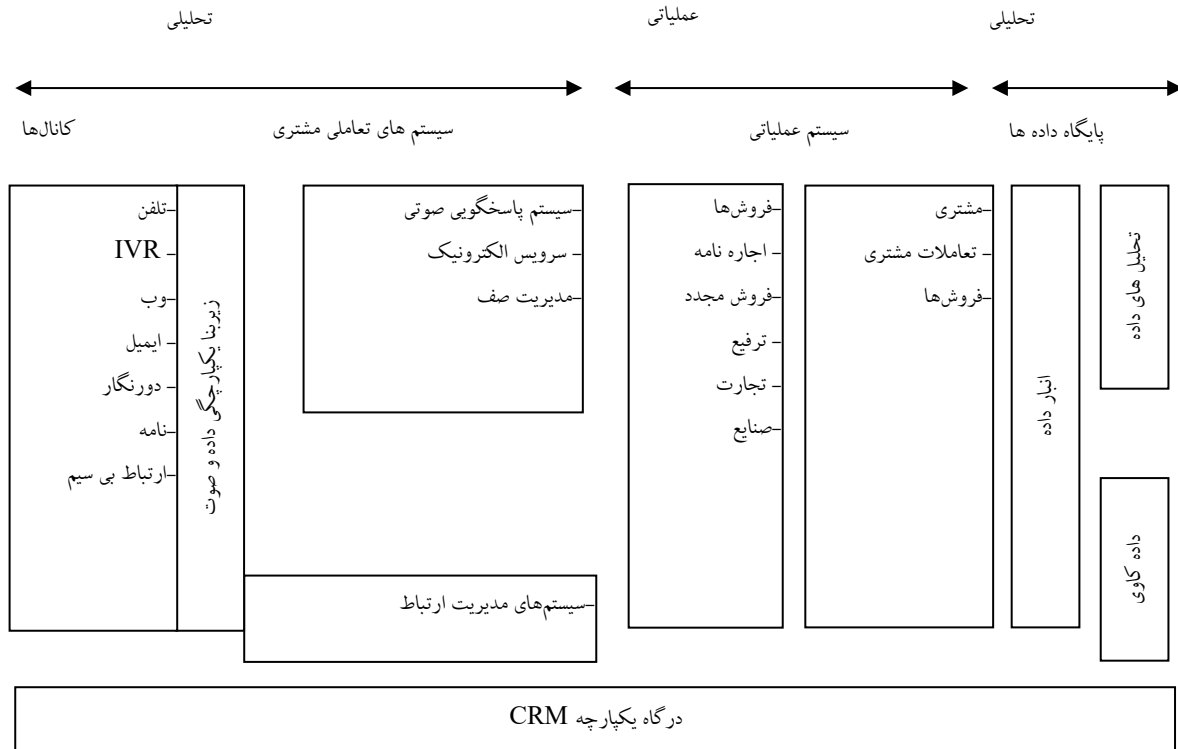 تحلیلی
عملیاتی
تحلیلی
پایگاه داده ها
سیستم عملیاتی
سیستم های تعاملی مشتری
کانال‌ها
تحلیل های داده
داده کاوی
انبار داده
-مشتری
- تعاملات مشتری
-فروش‌ها
-فروش‌ها
- اجاره نامه
-فروش مجدد
- ترفیع
- تجارت
-صنایع
-سیستم پاسخگویی صوتی
- سرویس الکترونیک
-مدیریت صف
-سیستم‌های مدیریت ارتباط
زیربنا یکپارچگی داده و صوت
-تلفن
- IVR
-وب
- ایمیل
- دورنگار
-نامه
-ارتباط بی سیم
درگاه یکپارچه CRM